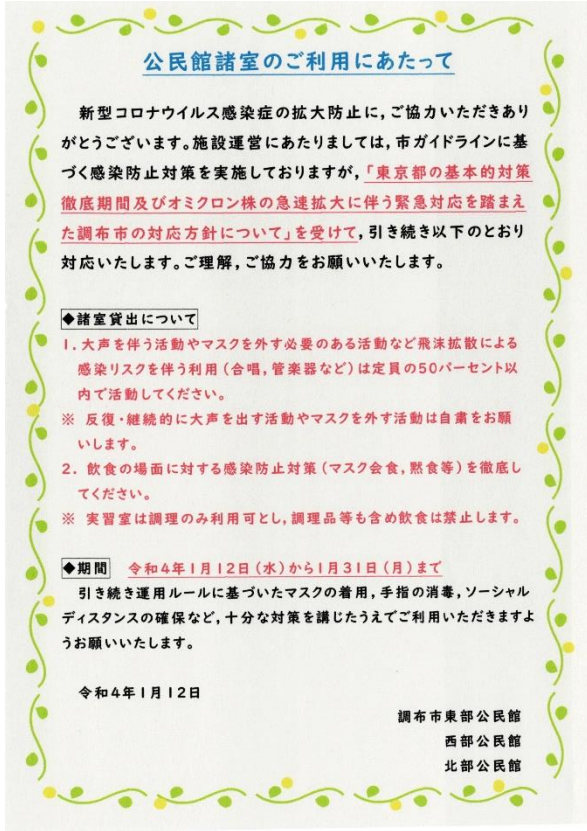 公民館諸室のご利用にあたって
新型コロナウイルス感染症の拡大防止に,ご協力いただきあり
がとうございます。施設運営にあたりましては,市ガイドラインに基
づく感染防止対策を実施しておりますが,「東京都の基本的対策
徹底期間及びオミクロン株の急速拡大に伴う緊急対応を踏まえ
た調布市の対応方針について」を受けて,引き続き以下のとおり
対応いたします。ご理解,ご協力をお願いいたします。
◆諸室貸出について
1.大声を伴う活動やマスクを外す必要のある活動など飛沫拡散による
感染リスクを伴う利用(合唱,管楽器など)は定員の50パーセント以
内で活動してください。
※ 反復・継続的に大声を出す活動やマスクを外す活動は自粛をお願
いします。
2.飲食の場面に対する感染防止対策(マスク会食,黙食等)を徹底し
てください。
※ 実習室は調理のみ利用可とし,調理品等も含め飲食は禁止します。
◆期間 令和4年1月12日(水)から1月31日(月)まで
引き続き運用ルールに基づいたマスクの着用,手指の消毒,ソーシャル
ディスタンスの確保など,十分な対策を講じたうえでご利用いただきますよ
うお願いいたします。
令和4年1月12日
調布市東部公民館
西部公民館
北部公民館